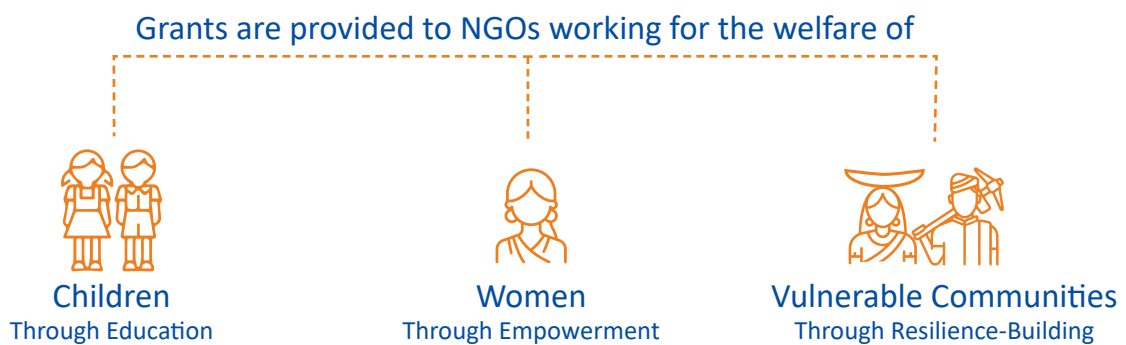 Grants are provided to NGOs working for the welfare of
Children
Through Education
Women
Through Empowerment
Vulnerable Communities
Through Resilience-Building